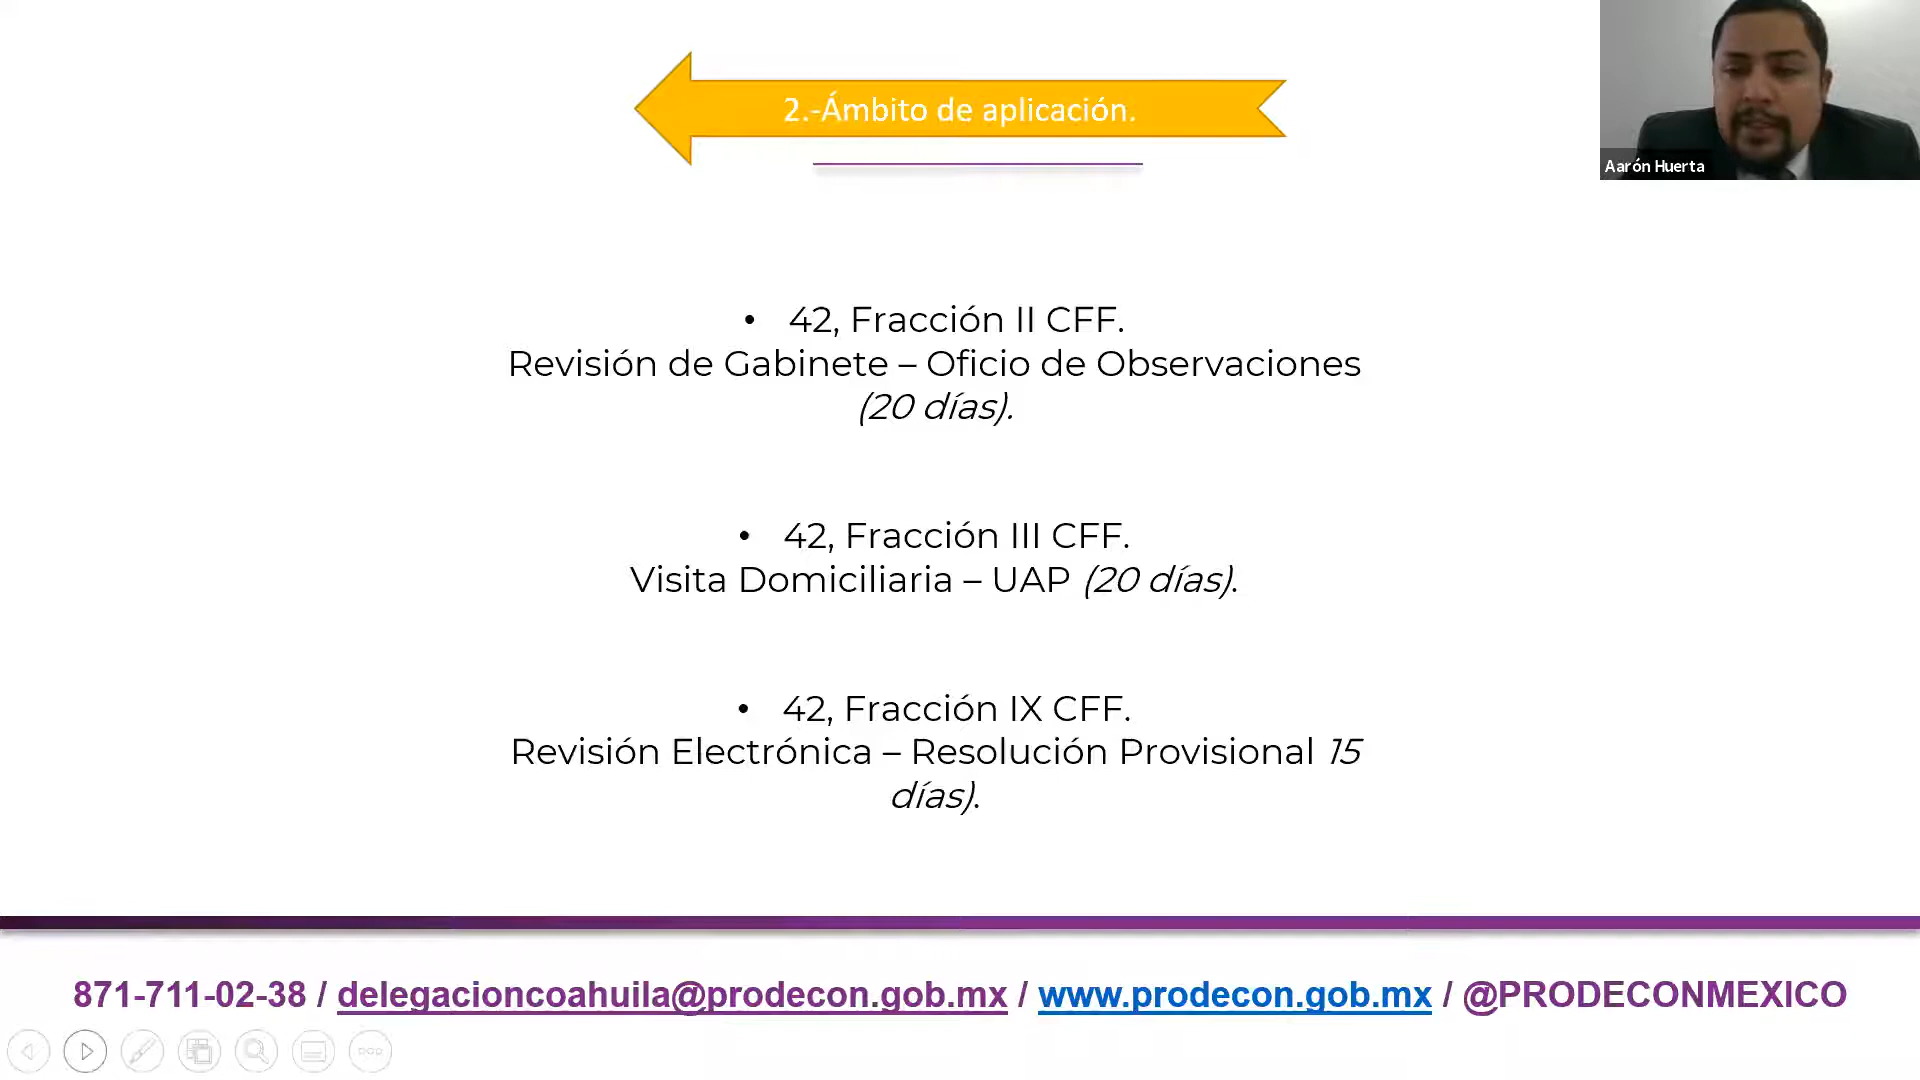 2.-Ámbito de aplicación.
Aarón Huerta
• 42, Fracción II CFF.
Revisión de Gabinete – Oficio de Observaciones
(20 días).
• 42, Fracción III CFF.
Visita Domiciliaria – UAP (20 días).
• 42, Fracción IX CFF.
Revisión Electrónica – Resolución Provisional 15
días).
871-711-02-38 / delegacioncoahuila@prodecon.gob.mx / www.prodecon.gob.mx / @PRODECONMEXICO